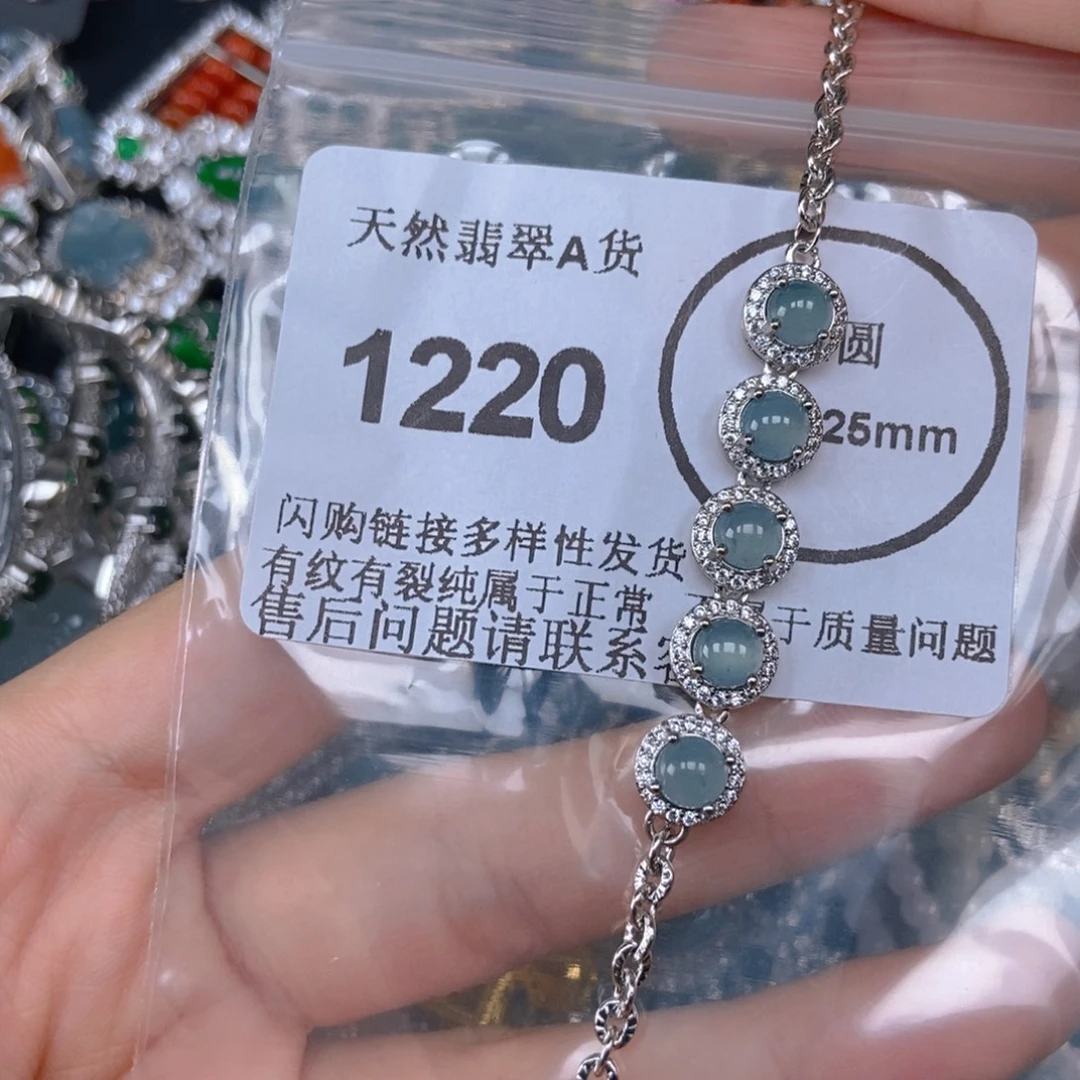 天然翡翠A货
1220
圆
25mm
闪购链接多样性发货
有纹有裂纯属于正常 于质量问题
售后问题请联系